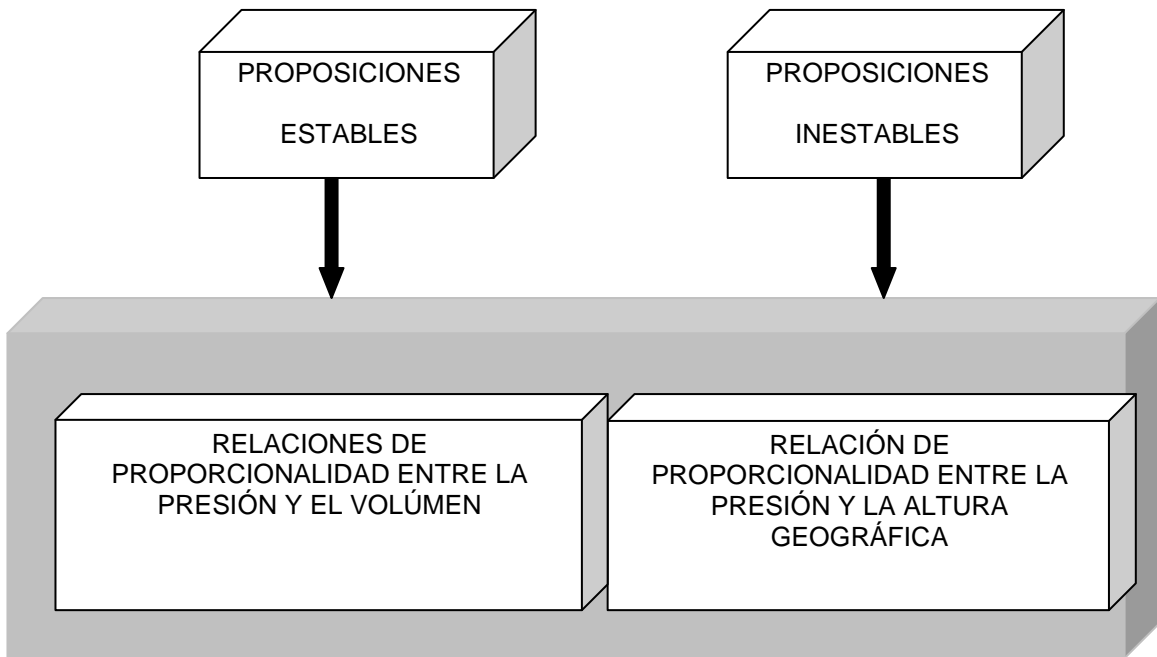 PROPOSICIONES
ESTABLES
PROPOSICIONES
INESTABLES
RELACIONES DE
PROPORCIONALIDAD ENTRE LA
PRESIÓN Y EL VOLÚMEN
RELACIÓN DE
PROPORCIONALIDAD ENTRE LA
PRESIÓN Y LA ALTURA
GEOGRÁFICA